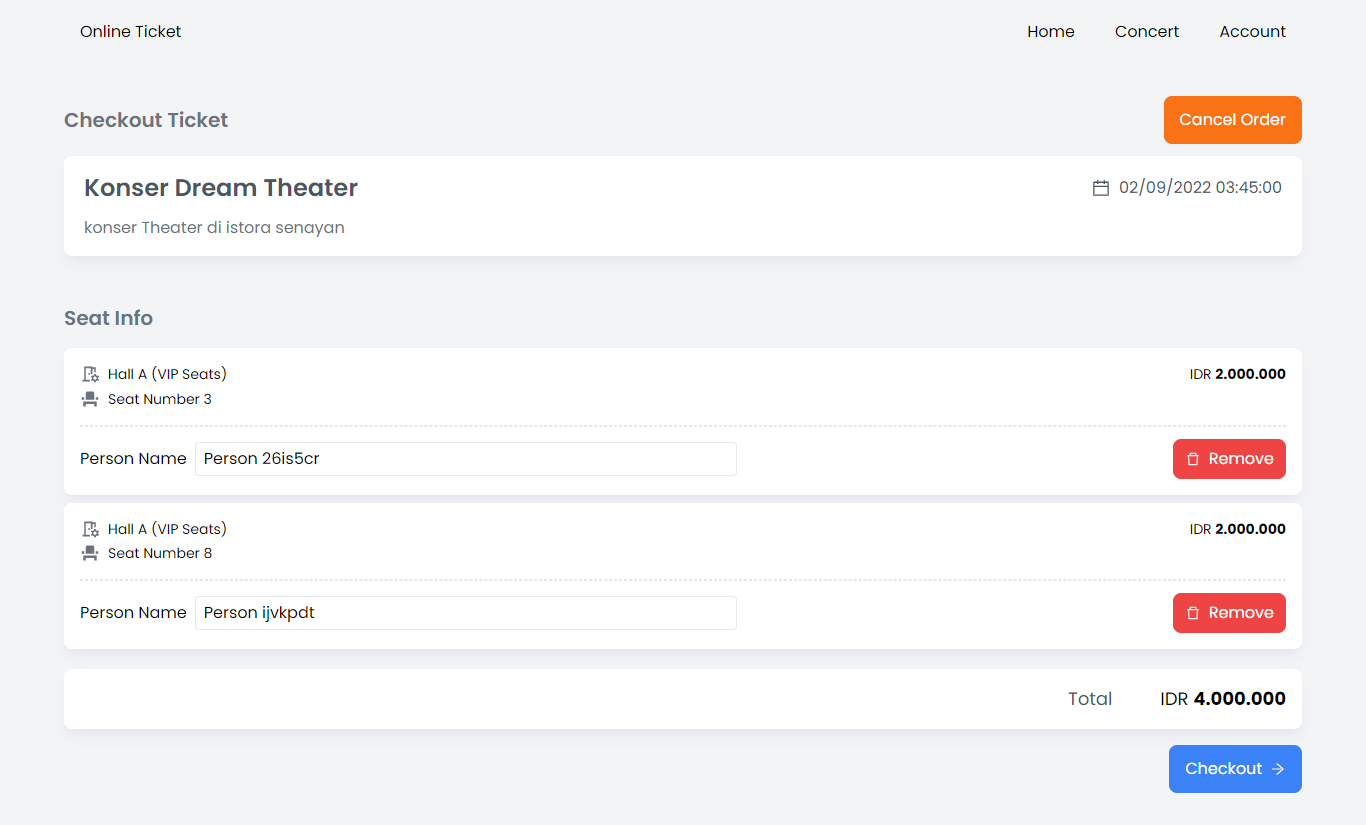 Online Ticket Home Concert Account
Checkout Ticket Cancel Order
Konser Dream Theater 02/09/2022 03:45:00
konser Theater di istora senayan
Seat Info
Hall A (VIP Seats) IDR 2.000.000
Seat Number 3
Person Name Person 26is5cr Remove
Hall A (VIP Seats) IDR 2.000.000
Seat Number 8
Person Name Person ijvkpdt Remove
Total IDR 4.000.000
Checkout